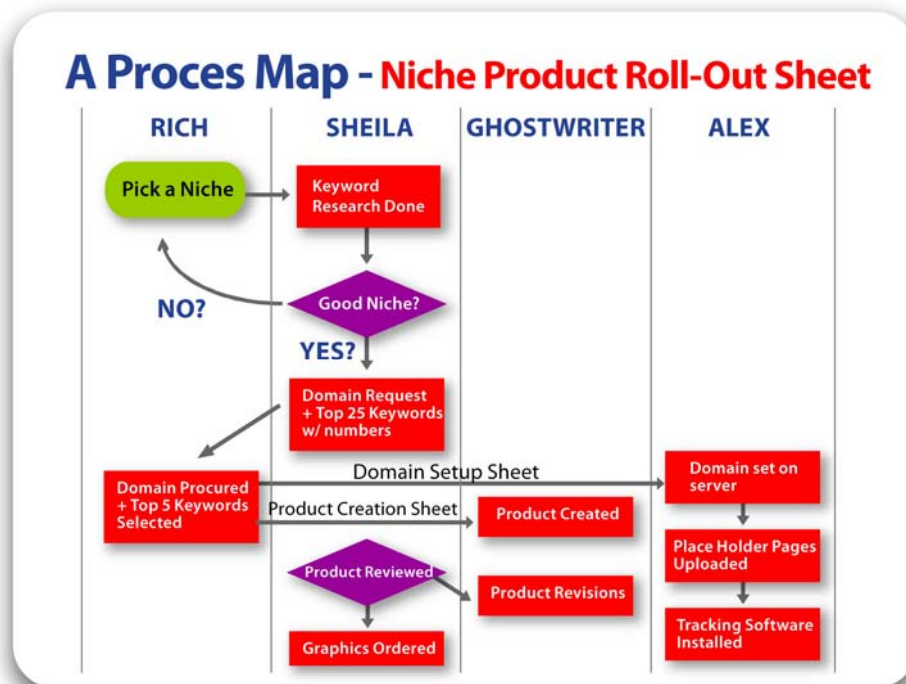 A Proces Map - Niche Product Roll-Out Sheet
RICH
SHEILA
GHOSTWRITER
ALEX
Pick a Niche
Keyword
Research Done
NO?
Good Niche?
YES?
Domain Request
+ Top 25 Keywords
w/ numbers
Domain Setup Sheet
Domain Procured
+ Top 5 Keywords
Selected
Product Creation Sheet
Product Created
Domain set on
server
Place Holder Pages
Uploaded
Product Reviewed
Product Revisions
Graphics Ordered
Tracking Software
Installed